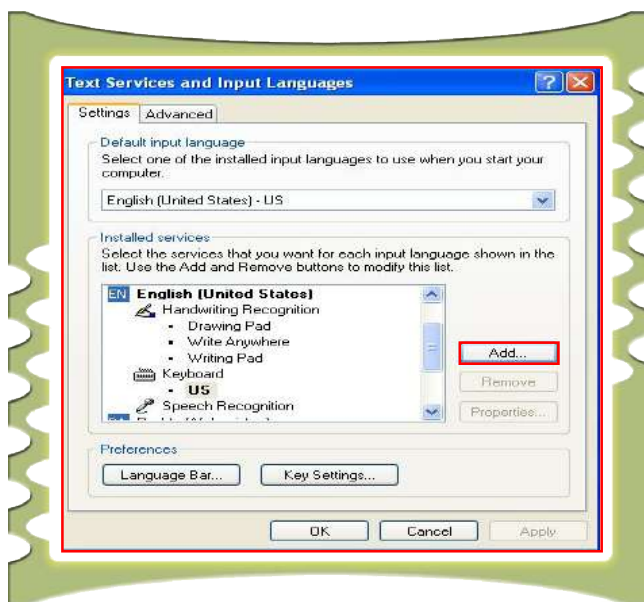 Text Services and Input Languages
Settings
Advanced
Default input language
Select one of the installed input languages to use when you start your
computer.
English (United States) - US
Installed services
Select the services that you want for each input language shown in the
list. Use the Add and Remove buttons to modify this list.
EN English (United States)
Handwriting Recognition
Drawing Pad
Write Anywhere
Writing Pad
Keyboard
US
Speech Recognition
Add...
Remove
Properties...
Preferences
Language Bar...
Key Settings...
OK
Cancel
Apply